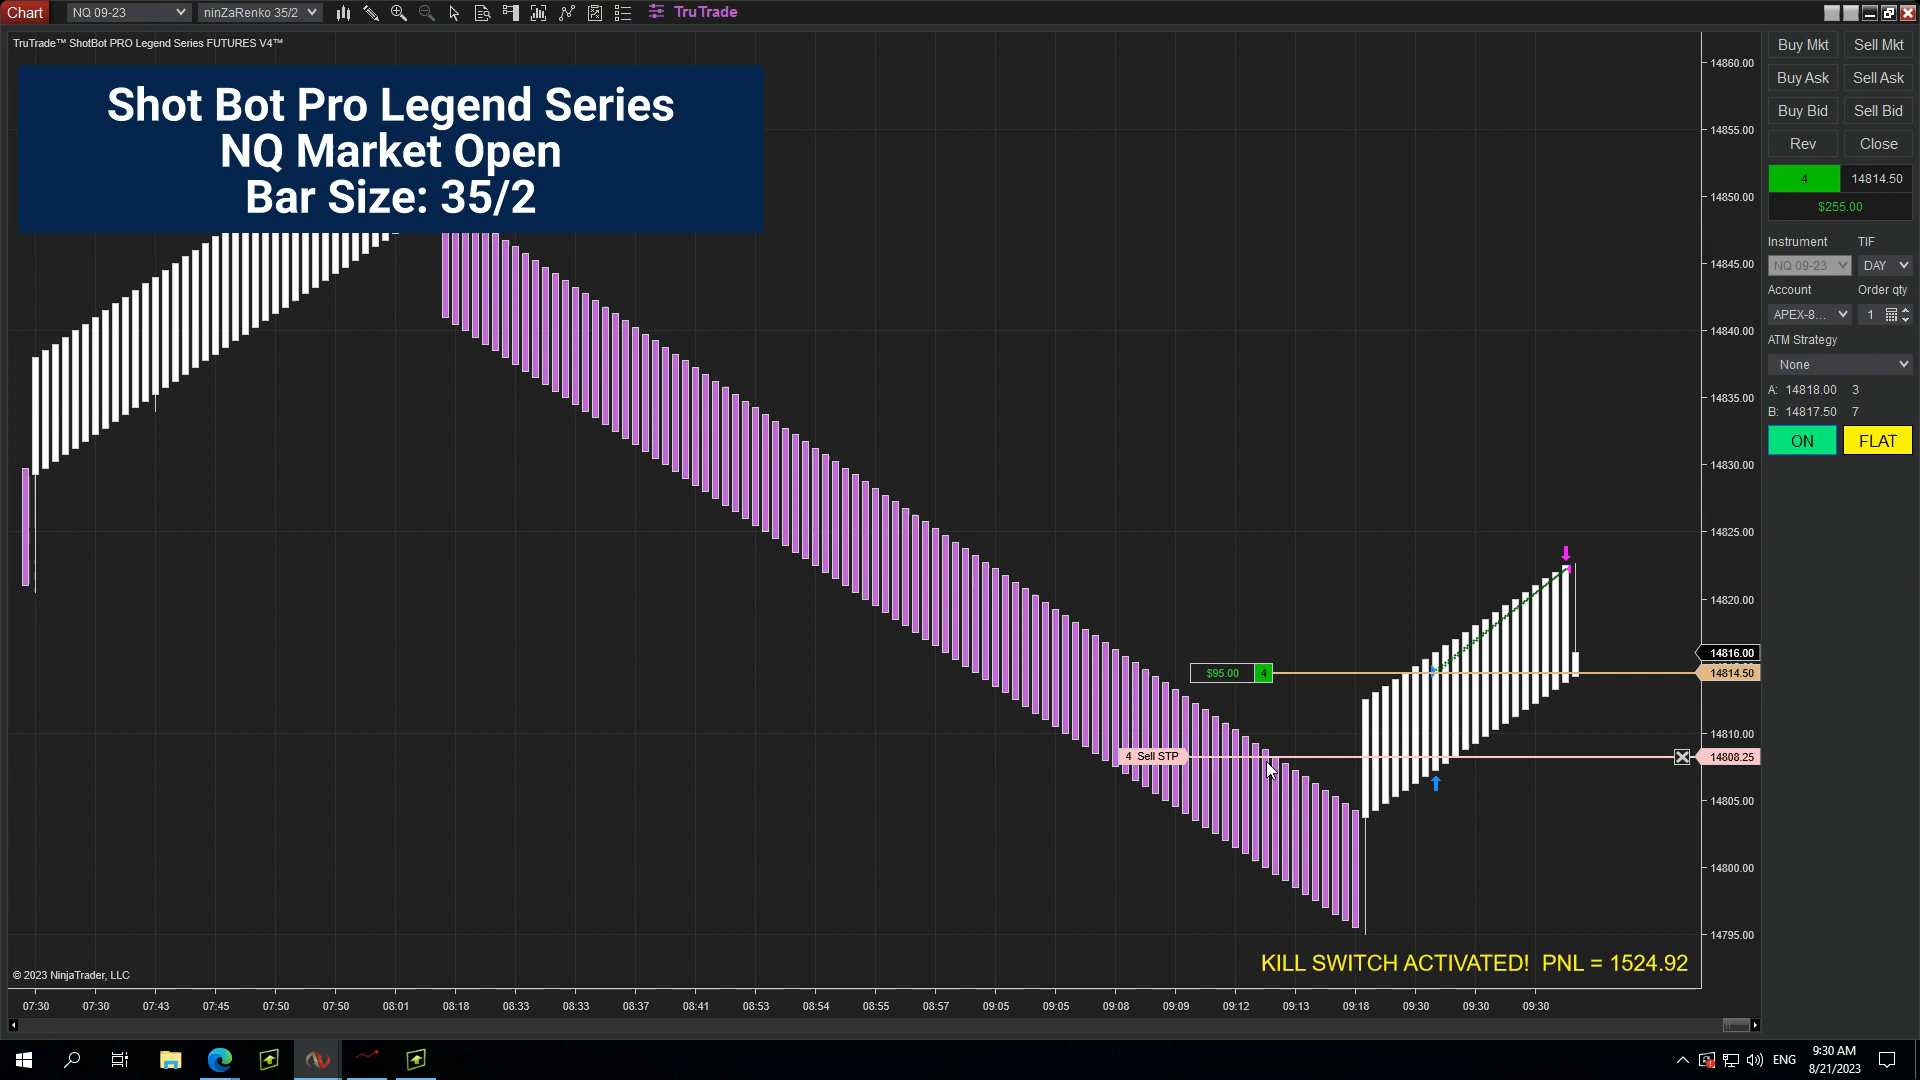 Chart
NQ 09-23
ninZaRenko 35/2
TruTrade
TruTrade™ ShotBot PRO Legend Series FUTURES V4™
Shot Bot Pro Legend Series
NQ Market Open
Bar Size: 35/2
14860.00
14855.00
14850.00
14845.00
14840.00
14835.00
14830.00
14825.00
14820.00
14816.00
14814.50
14810.00
14808.25
14805.00
14800.00
14795.00
$95.00 4
4 Sell STP
KILL SWITCH ACTIVATED! PNL = 1524.92
© 2023 NinjaTrader, LLC
07:30 07:30 07:43 07:45 07:50 07:50 08:01 08:18 08:33 08:33 08:37 08:41 08:53 08:54 08:55 08:57 09:05 09:05 09:08 09:09 09:12 09:13 09:18 09:30 09:30 09:30
Buy Mkt Sell Mkt
Buy Ask Sell Ask
Buy Bid Sell Bid
Rev Close
4 14814.50
$255.00
Instrument TIF
NQ 09-23 DAY
Account Order qty
APEX-8... 1
ATM Strategy
None
A: 14818.00 3
B: 14817.50 7
ON FLAT
ENG
9:30 AM
8/21/2023